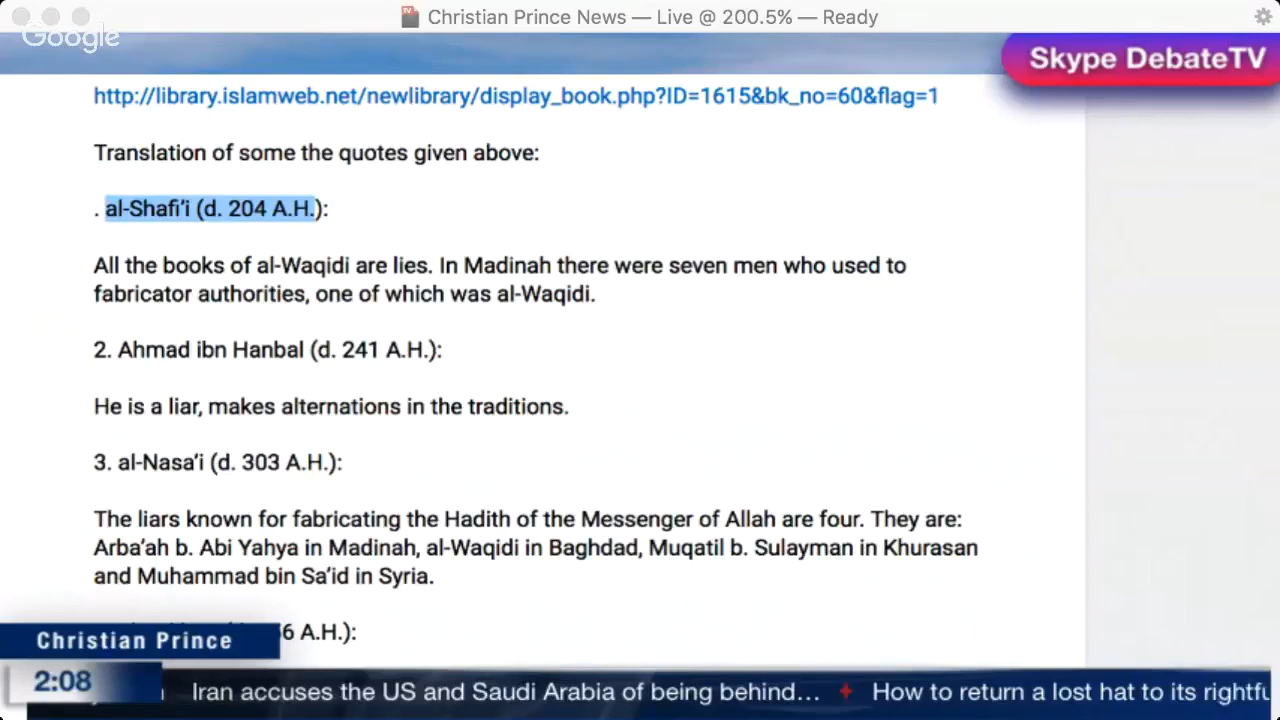 Christian Prince News — Live @ 200.5% — Ready
Google
Skype DebateTV
http://library.islamweb.net/newlibrary/display_book.php?ID=1615&bk_no=60&flag=1
Translation of some the quotes given above:
. al-Shafi’i (d. 204 A.H.):
All the books of al-Waqidi are lies. In Madinah there were seven men who used to
fabricator authorities, one of which was al-Waqidi.
2. Ahmad ibn Hanbal (d. 241 A.H.):
He is a liar, makes alternations in the traditions.
3. al-Nasa’i (d. 303 A.H.):
The liars known for fabricating the Hadith of the Messenger of Allah are four. They are:
Arba’ah b. Abi Yahya in Madinah, al-Waqidi in Baghdad, Muqatil b. Sulayman in Khurasan
and Muhammad bin Sa’id in Syria.
6 A.H.):
Christian Prince
2:08
Iran accuses the US and Saudi Arabia of being behind... How to return a lost hat to its